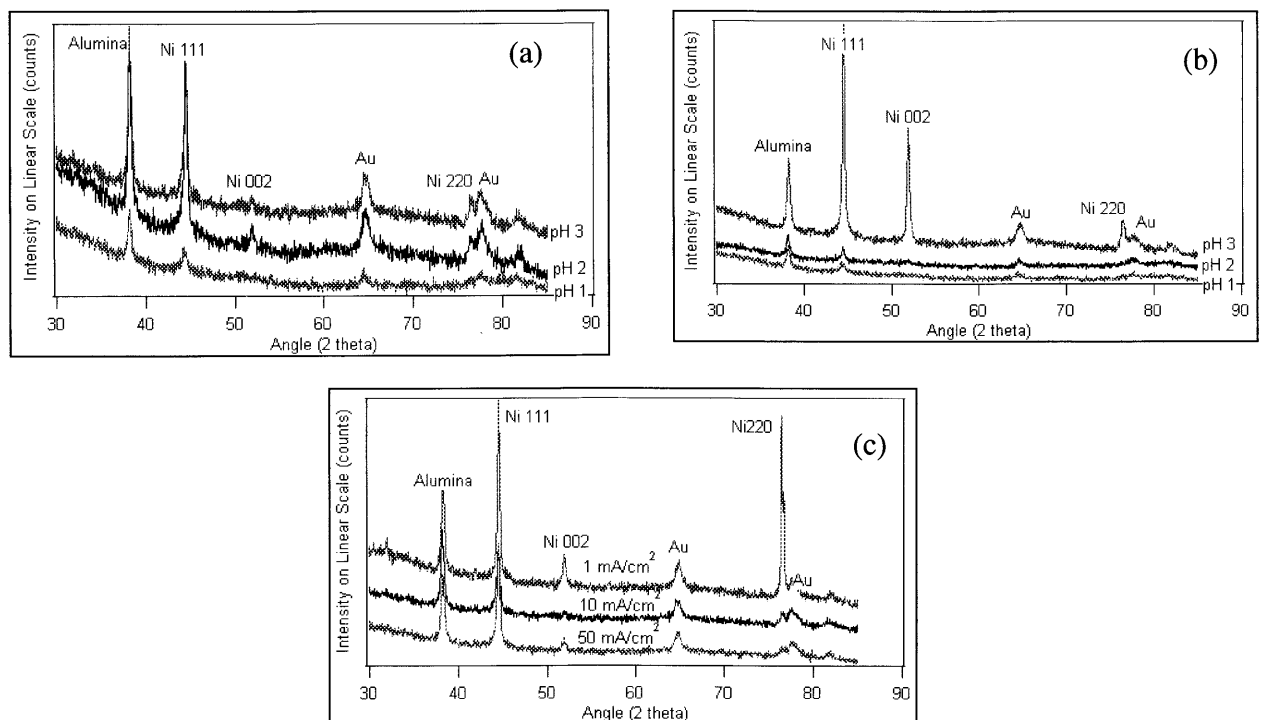 (a)
Intensity on Linear Scale (counts)
Alumina
Ni 111
Ni 002
Au
Ni 220
Au
pH 3
pH 2
pH 1
30 40 50 60 70 80 90
Angle (2 theta)
(b)
Intensity on Linear Scale (counts)
Ni 111
Ni 002
Alumina
Au
Ni 220
Au
pH 3
pH 2
pH 1
30 40 50 60 70 80 90
Angle (2 theta)
(c)
Intensity on Linear Scale (counts)
Ni 111
Ni220
Alumina
Ni 002
Au
1 mA/cm²
Au
10 mA/cm²
50 mA/cm²
30 40 50 60 70 80 90
Angle (2 theta)